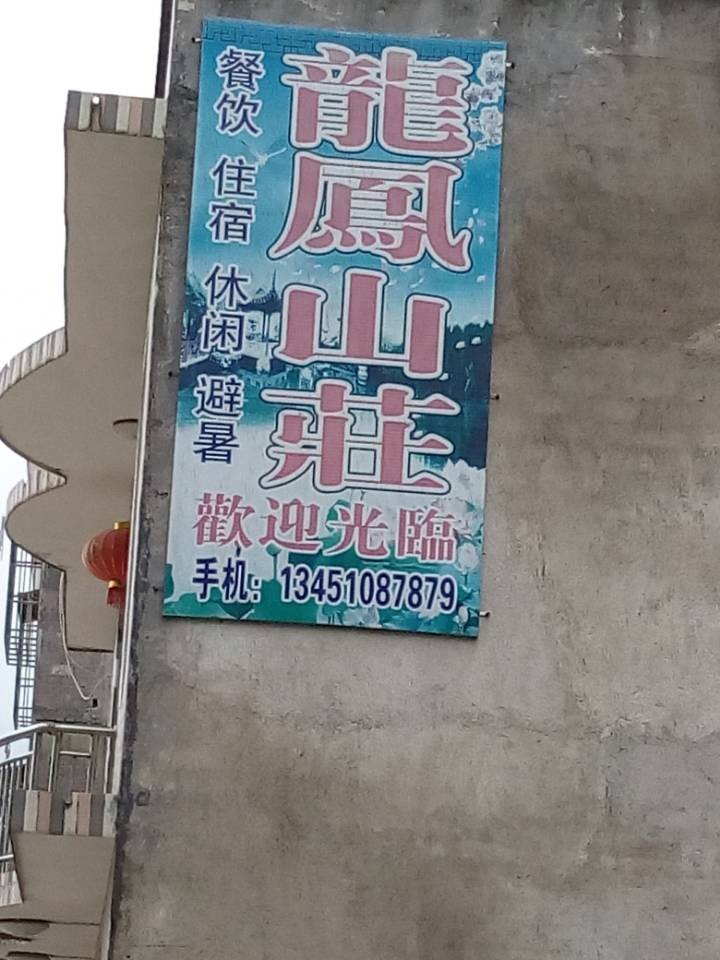 龍鳳山莊
餐饮 住宿 休闲 避暑
歡迎光臨
手机：13451087879